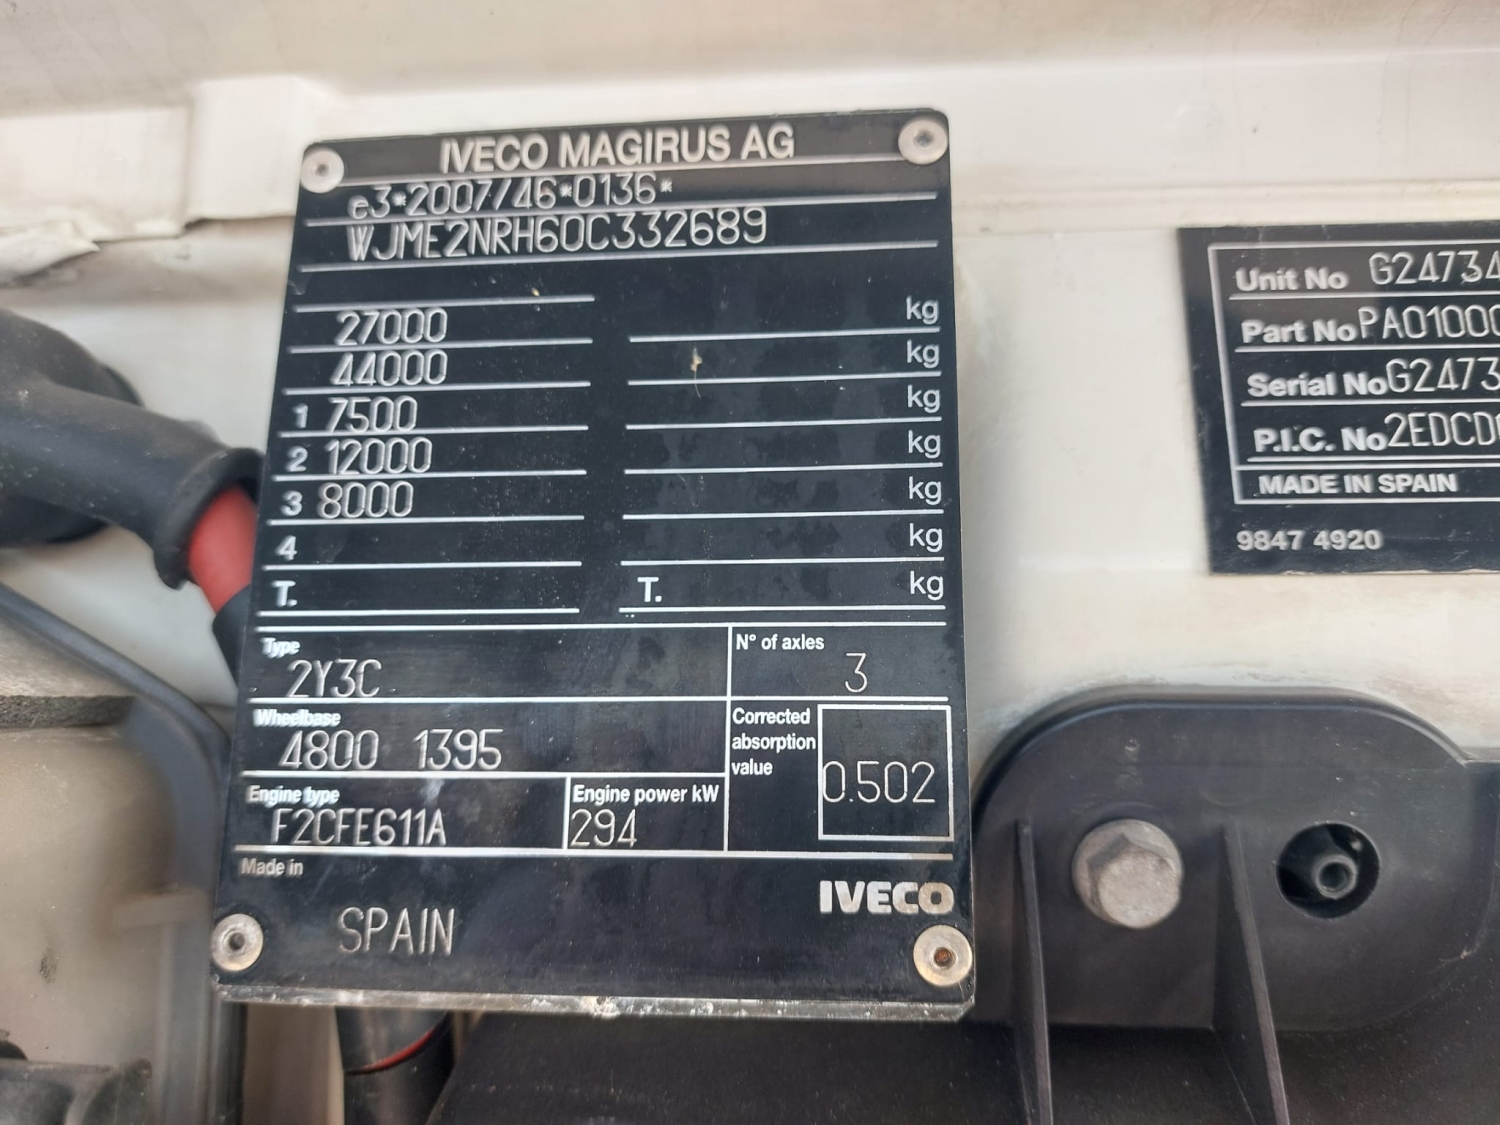 IVECO MAGIRUS AG
e3*2007/46*0136*
WJME2NRH60C332689
27000 kg
44000 kg
1 7500 kg
2 12000 kg
3 8000 kg
4 kg
T. T. kg
Type
2Y3C
N° of axles
3
Wheelbase
4800 1395
Corrected
absorption
value
0.502
Engine type
F2CFE611A
Engine power kW
294
Made in
SPAIN
IVECO
Unit No G24734
Part No PA01000
Serial No G2473
P.I.C. No 2EDCD
MADE IN SPAIN
9847 4920